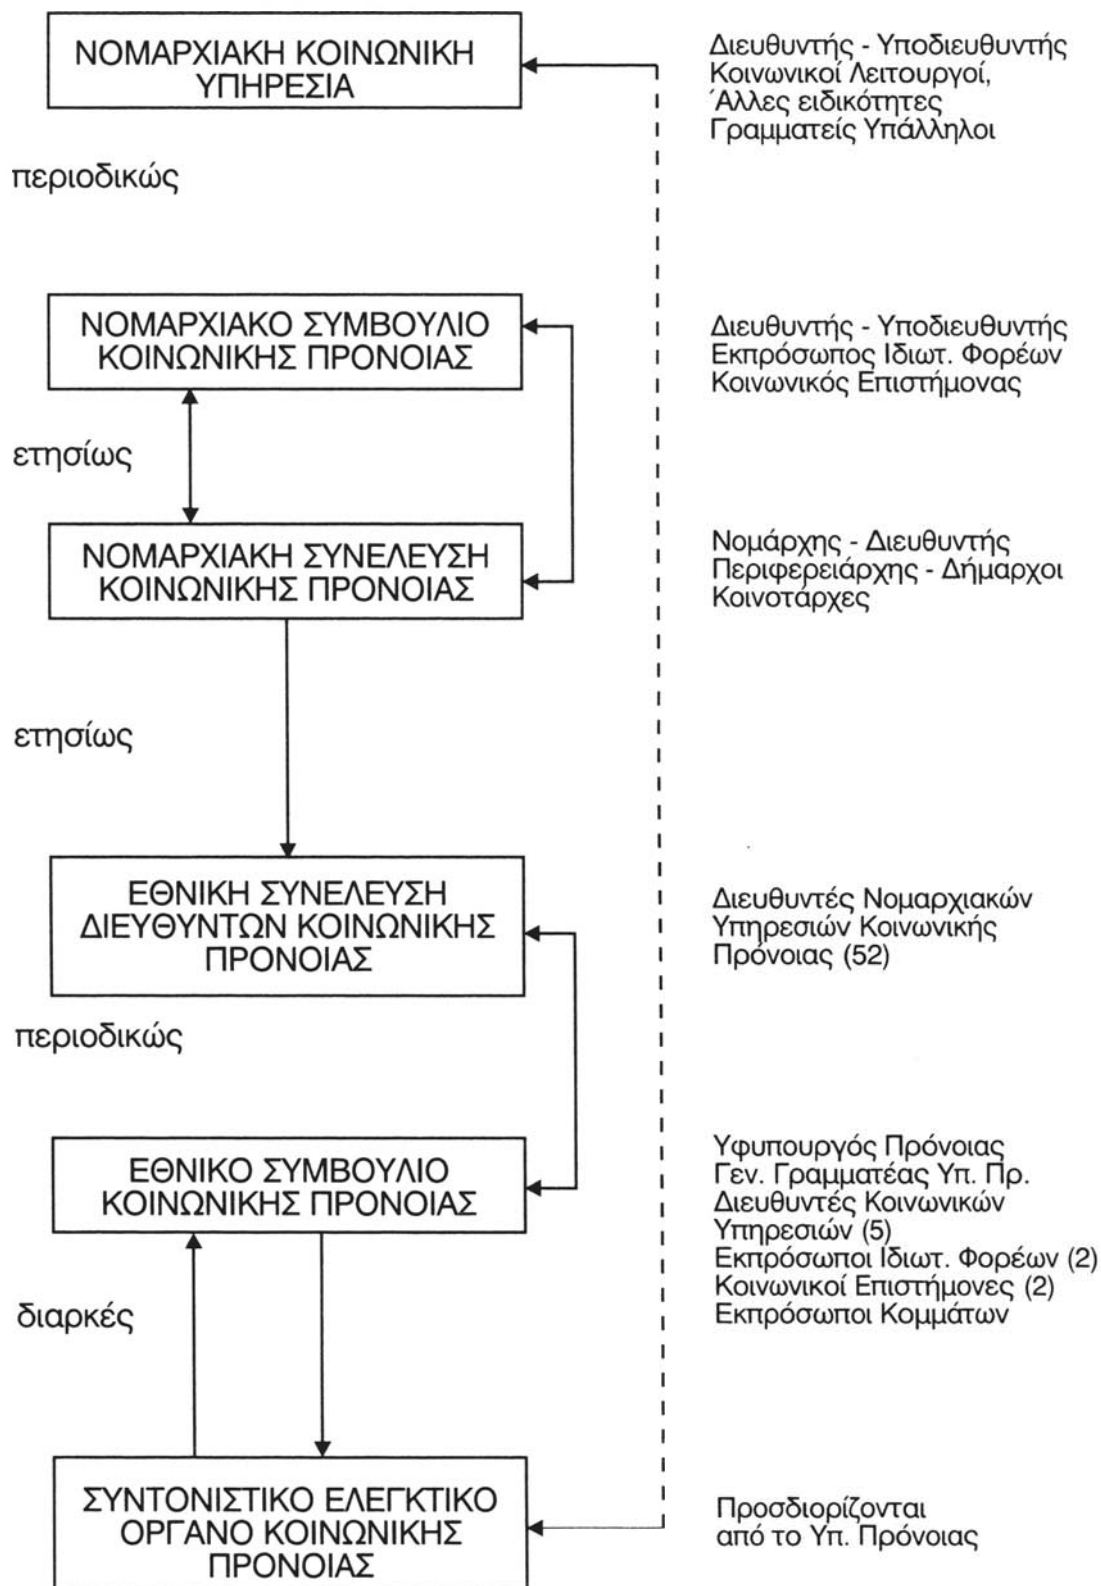 ΝΟΜΑΡΧΙΑΚΗ ΚΟΙΝΩΝΙΚΗ
ΥΠΗΡΕΣΙΑ
Διευθυντής - Υποδιευθυντής
Κοινωνικοί Λειτουργοί,
Άλλες ειδικότητες
Γραμματείς Υπάλληλοι
περιοδικώς
ΝΟΜΑΡΧΙΑΚΟ ΣΥΜΒΟΥΛΙΟ
ΚΟΙΝΩΝΙΚΗΣ ΠΡΟΝΟΙΑΣ
Διευθυντής - Υποδιευθυντής
Εκπρόσωπος Ιδιωτ. Φορέων
Κοινωνικός Επιστήμονας
ετησίως
ΝΟΜΑΡΧΙΑΚΗ ΣΥΝΕΛΕΥΣΗ
ΚΟΙΝΩΝΙΚΗΣ ΠΡΟΝΟΙΑΣ
Νομάρχης - Διευθυντής
Περιφερειάρχης - Δήμαρχοι
Κοινοτάρχες
ετησίως
ΕΘΝΙΚΗ ΣΥΝΕΛΕΥΣΗ
ΔΙΕΥΘΥΝΤΩΝ ΚΟΙΝΩΝΙΚΗΣ
ΠΡΟΝΟΙΑΣ
Διευθυντές Νομαρχιακών
Υπηρεσιών Κοινωνικής
Πρόνοιας (52)
περιοδικώς
ΕΘΝΙΚΟ ΣΥΜΒΟΥΛΙΟ
ΚΟΙΝΩΝΙΚΗΣ ΠΡΟΝΟΙΑΣ
Υφυπουργός Πρόνοιας
Γεν. Γραμματέας Υπ. Πρ.
Διευθυντές Κοινωνικών
Υπηρεσιών (5)
Εκπρόσωποι Ιδιωτ. Φορέων (2)
Κοινωνικοί Επιστήμονες (2)
Εκπρόσωποι Κομμάτων
διαρκές
ΣΥΝΤΟΝΙΣΤΙΚΟ ΕΛΕΓΚΤΙΚΟ
ΟΡΓΑΝΟ ΚΟΙΝΩΝΙΚΗΣ
ΠΡΟΝΟΙΑΣ
Προσδιορίζονται
από το Υπ. Πρόνοιας